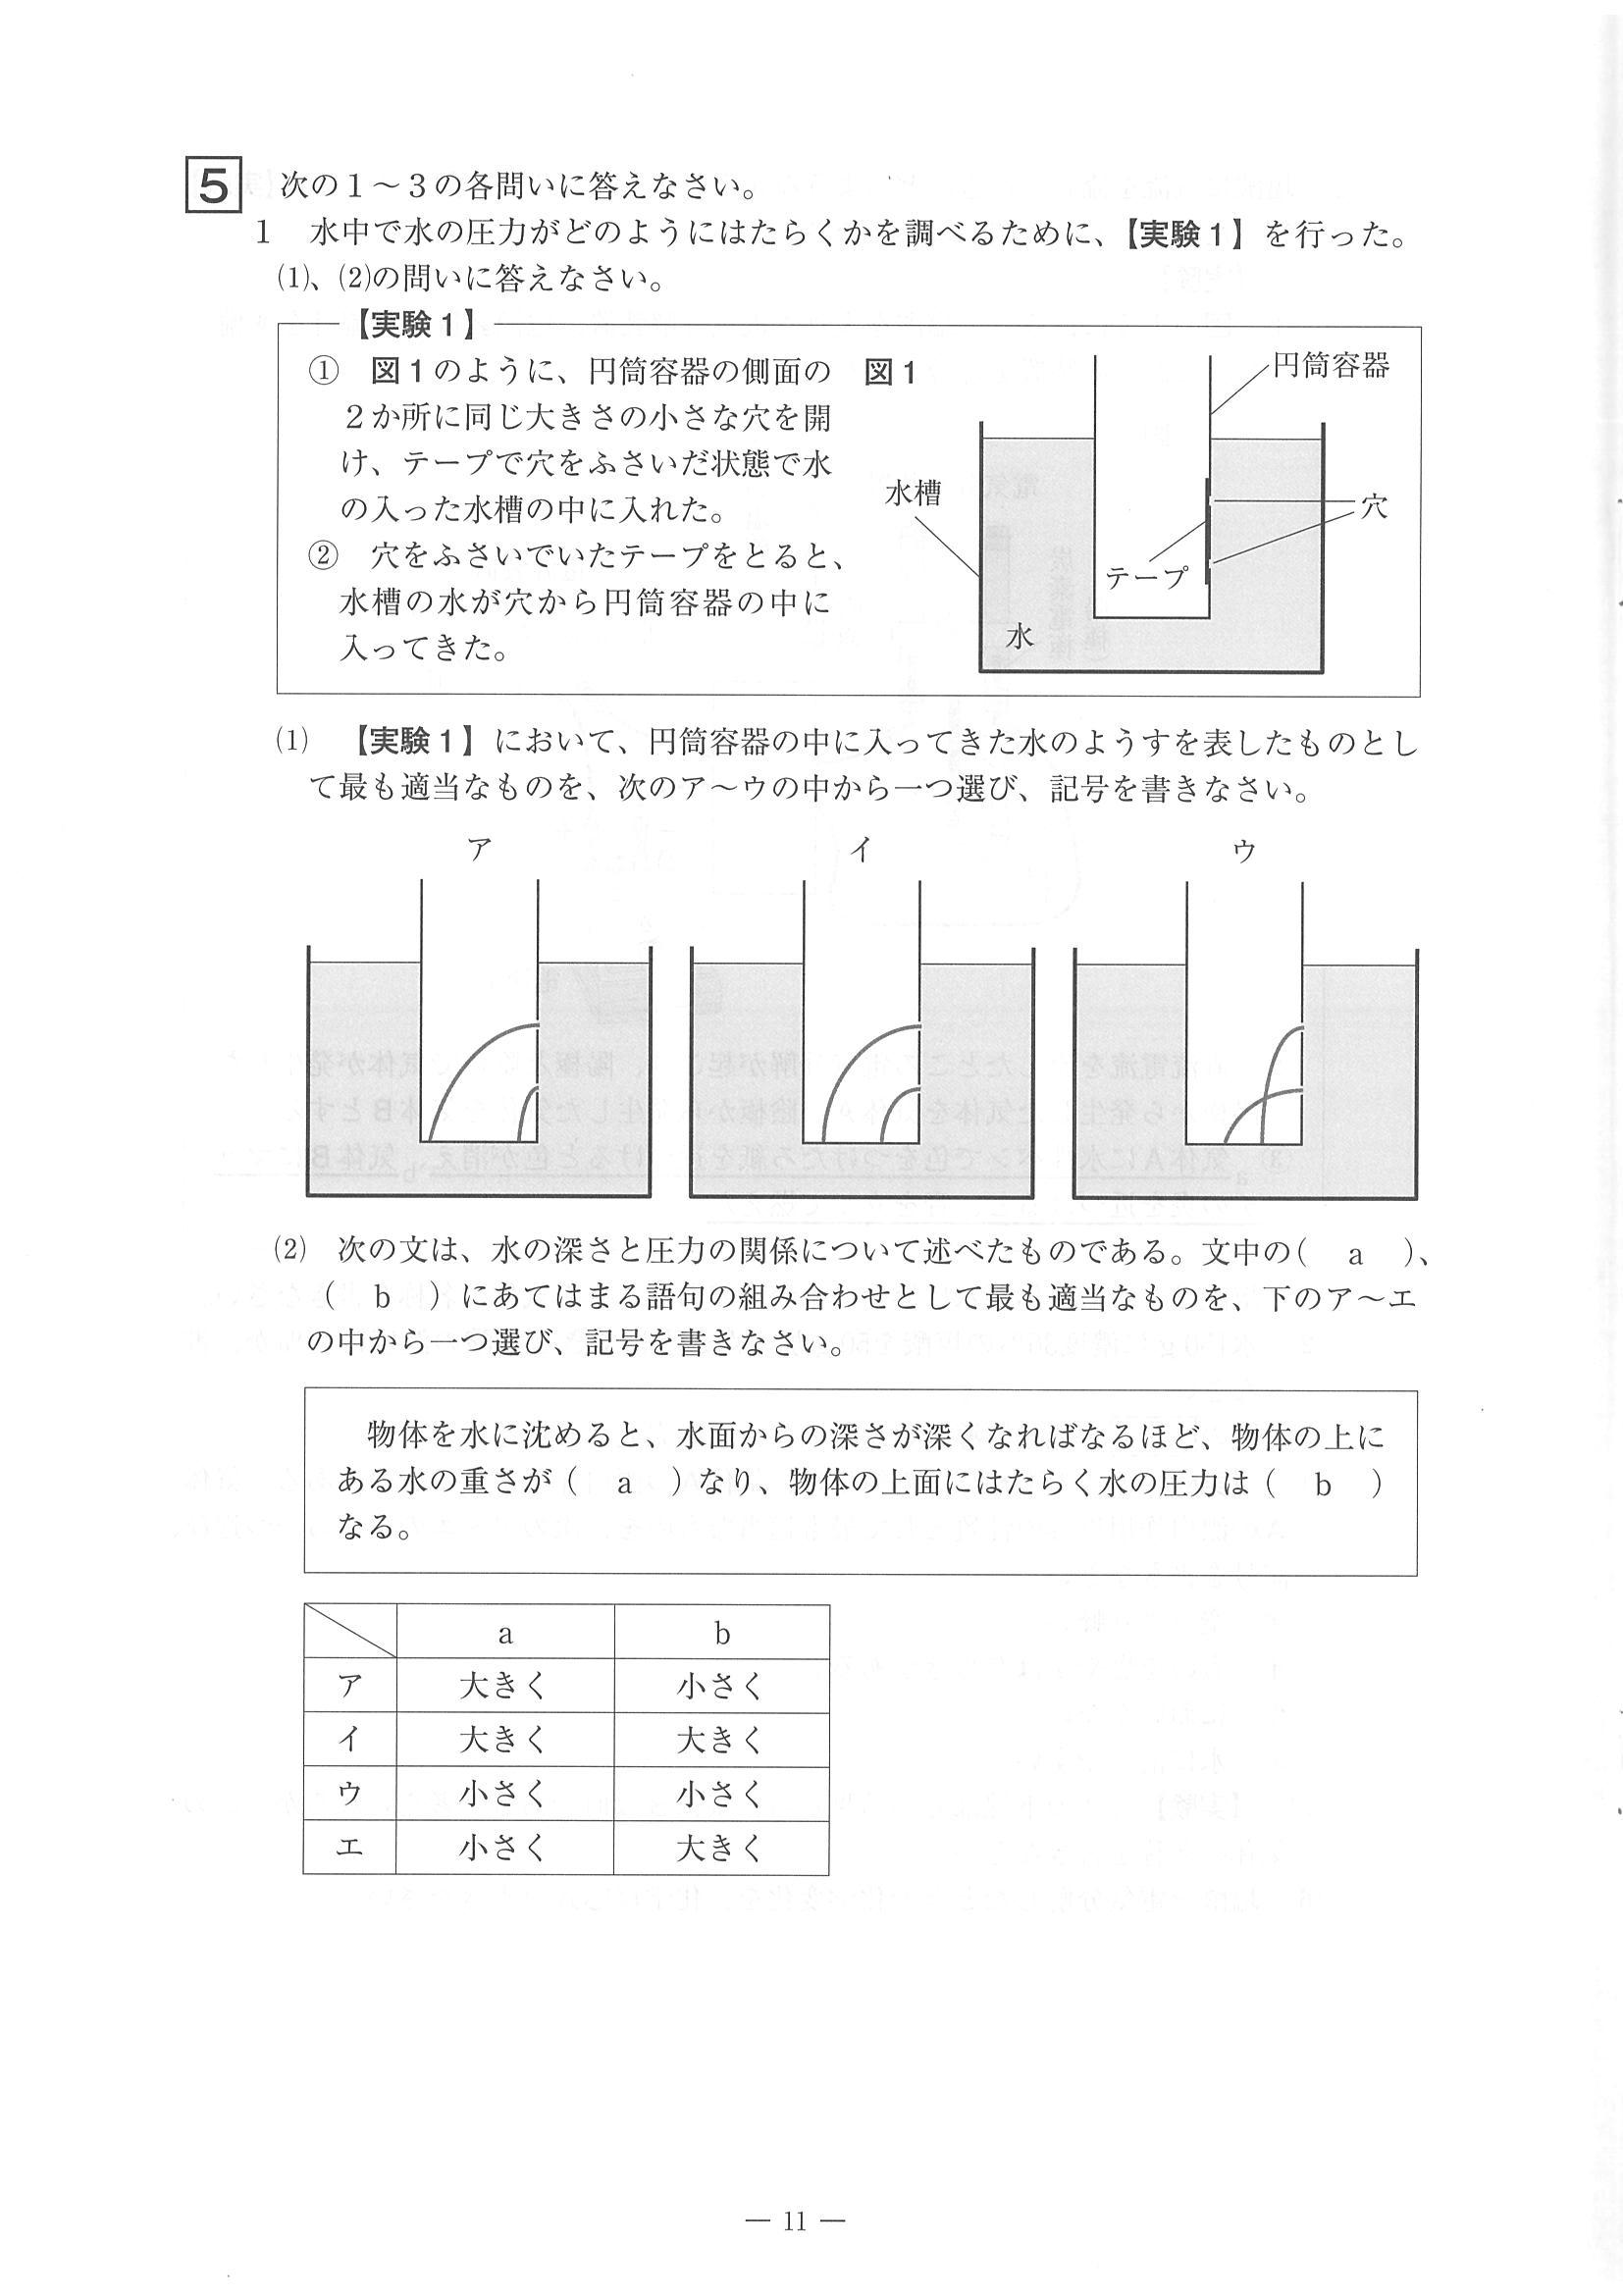 5 次の１～３の各問いに答えなさい。
１ 水中で水の圧力がどのようにはたらくかを調べるために、【実験１】を行った。
⑴、⑵の問いに答えなさい。
【実験１】
① 図１のように、円筒容器の側面の
２か所に同じ大きさの小さな穴を開
け、テープで穴をふさいだ状態で水
の入った水槽の中に入れた。
② 穴をふさいでいたテープをとると、
水槽の水が穴から円筒容器の中に
入ってきた。
図１
円筒容器
水槽
穴
テープ
水
⑴ 【実験１】において、円筒容器の中に入ってきた水のようすを表したものとし
て最も適当なものを、次のア～ウの中から一つ選び、記号を書きなさい。
ア イ ウ
⑵ 次の文は、水の深さと圧力の関係について述べたものである。文中の( a )、
( b )にあてはまる語句の組み合わせとして最も適当なものを、下のア～エ
の中から一つ選び、記号を書きなさい。
物体を水に沈めると、水面からの深さが深くなればなるほど、物体の上に
ある水の重さが( a )なり、物体の上面にはたらく水の圧力は( b )
なる。
a b
ア 大きく 小さく
イ 大きく 大きく
ウ 小さく 小さく
エ 小さく 大きく
― 11 ―